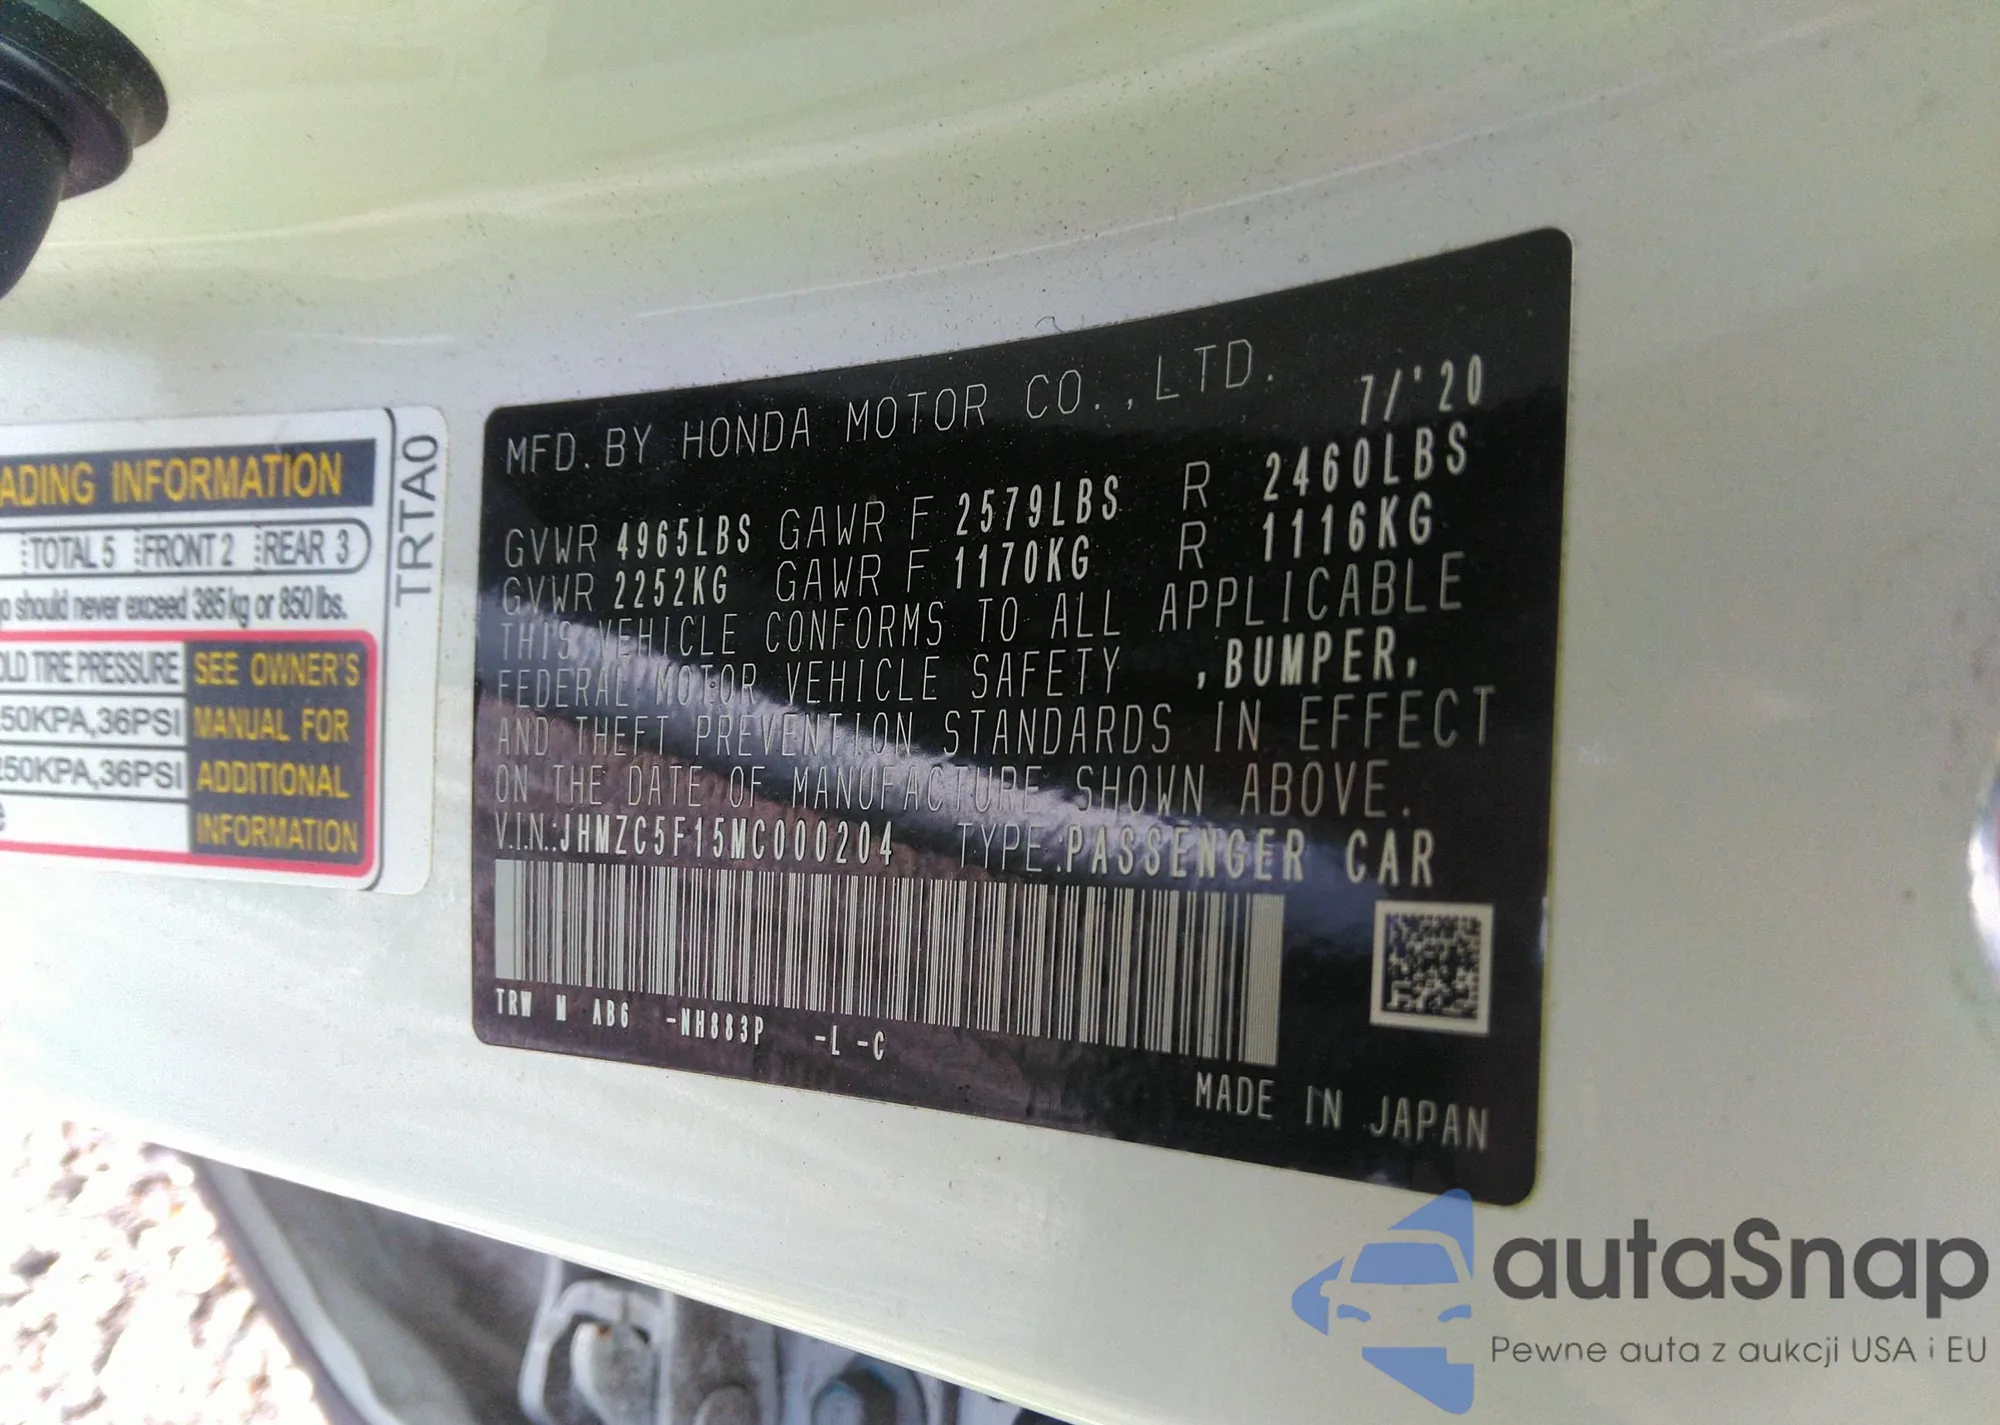 ADING INFORMATION
TOTAL 5 FRONT 2 REAR 3
should never exceed 385 kg or 850 lbs.
OLD TIRE PRESSURE
250KPA,36PSI
250KPA,36PSI
SEE OWNER'S
MANUAL FOR
ADDITIONAL
INFORMATION
TRTA0
MFD. BY HONDA MOTOR CO.,LTD. 7/'20
GVWR 4965LBS GAWR F 2579LBS R 2460LBS
GVWR 2252KG GAWR F 1170KG R 1116KG
THIS VEHICLE CONFORMS TO ALL APPLICABLE
FEDERAL MOTOR VEHICLE SAFETY ,BUMPER,
AND THEFT PREVENTION STANDARDS IN EFFECT
ON THE DATE OF MANUFACTURE SHOWN ABOVE.
V.I.N.:JHMZC5F15MC000204 TYPE:PASSENGER CAR
TRW M AB6 -NH883P -L -C
MADE IN JAPAN
autaSnap
Pewne auta z aukcji USA i EU